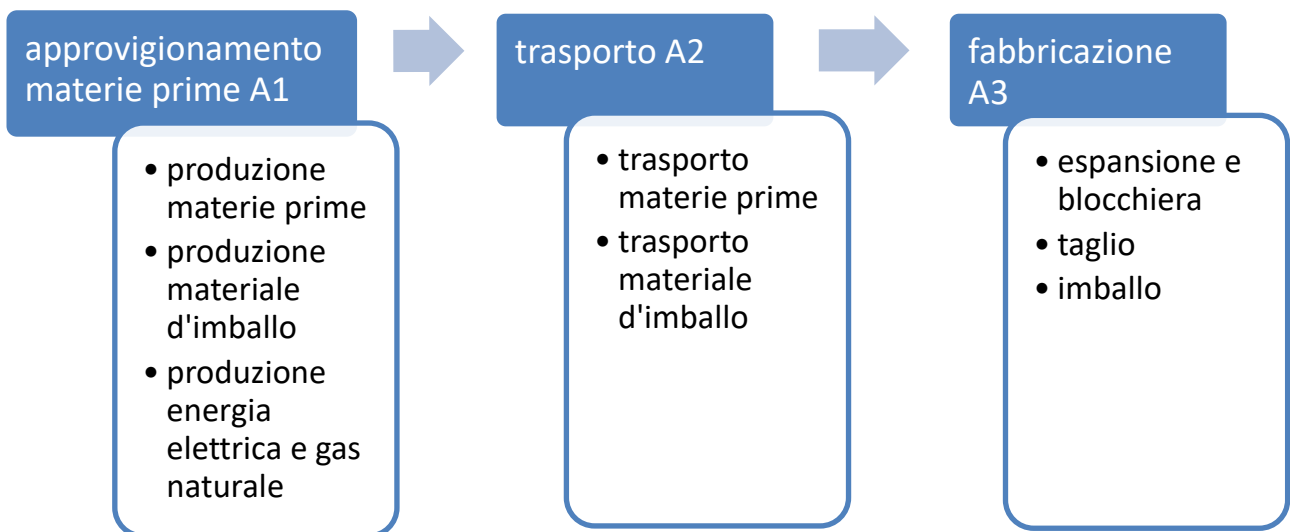 approvigionamento
materie prime A1
• produzione
materie prime
• produzione
materiale
d'imballo
• produzione
energia
elettrica e gas
naturale
trasporto A2
• trasporto
materie prime
• trasporto
materiale
d'imballo
fabbricazione
A3
• espansione e
blocchiera
• taglio
• imballo